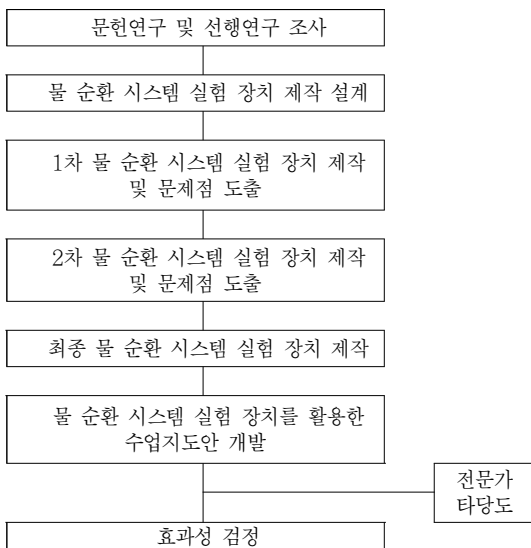 문헌연구 및 선행연구 조사
물 순환 시스템 실험 장치 제작 설계
1차 물 순환 시스템 실험 장치 제작
및 문제점 도출
2차 물 순환 시스템 실험 장치 제작
및 문제점 도출
최종 물 순환 시스템 실험 장치 제작
물 순환 시스템 실험 장치를 활용한
수업지도안 개발
전문가
타당도
효과성 검정